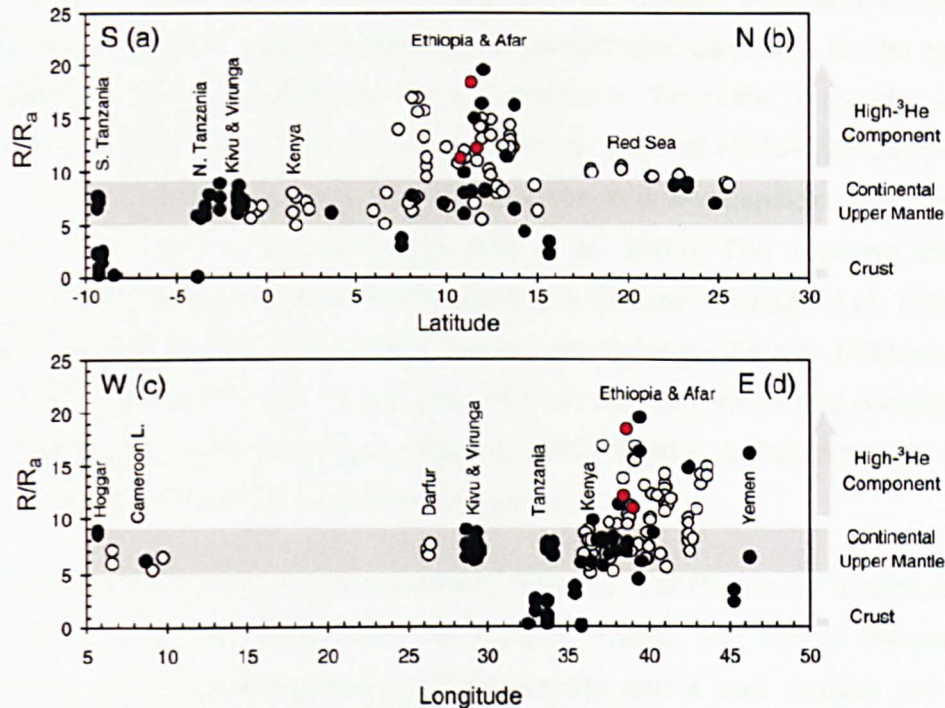 S (a)
Ethiopia & Afar
N (b)
S. Tanzania
N. Tanzania
Kivu & Virunga
Kenya
Red Sea
High-³He
Component
Continental
Upper Mantle
Crust
R/Rₐ
25
20
15
10
5
0
-10
-5
0
5
10
15
20
25
30
Latitude
W (c)
Ethiopia & Afar
E (d)
Hoggar
Cameroon L.
Darfur
Kivu & Virunga
Tanzania
Kenya
Yemen
High-³He
Component
Continental
Upper Mantle
Crust
R/Rₐ
25
20
15
10
5
0
5
10
15
20
25
30
35
40
45
50
Longitude